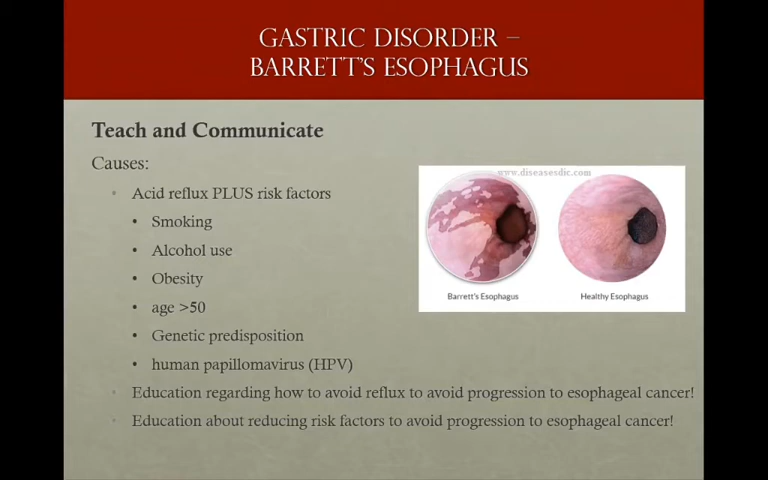 GASTRIC DISORDER –
BARRETT'S ESOPHAGUS
Teach and Communicate
Causes:
• Acid reflux PLUS risk factors
• Smoking
• Alcohol use
• Obesity
• age >50
• Genetic predisposition
• human papillomavirus (HPV)
• Education regarding how to avoid reflux to avoid progression to esophageal cancer!
• Education about reducing risk factors to avoid progression to esophageal cancer!
www.diseasesdic.com
Barrett's Esophagus
Healthy Esophagus